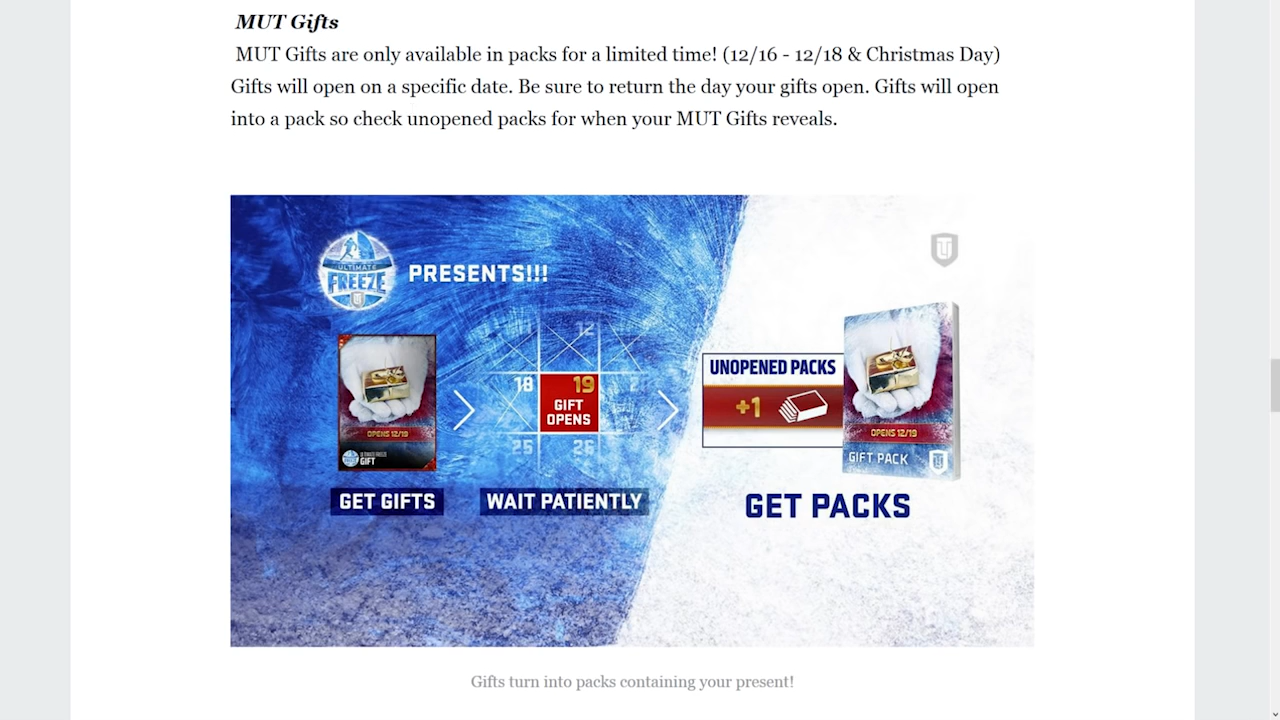 MUT Gifts
MUT Gifts are only available in packs for a limited time! (12/16 - 12/18 & Christmas Day)
Gifts will open on a specific date. Be sure to return the day your gifts open. Gifts will open
into a pack so check unopened packs for when your MUT Gifts reveals.
ULTIMATE
FREEZE
PRESENTS!!!
12
18
19
GIFT
OPENS
25
26
OPENS 12/19
ULTIMATE FREEZE
GIFT
UNOPENED PACKS
+1
OPENS 12/19
GIFT PACK
GET GIFTS
WAIT PATIENTLY
GET PACKS
Gifts turn into packs containing your present!